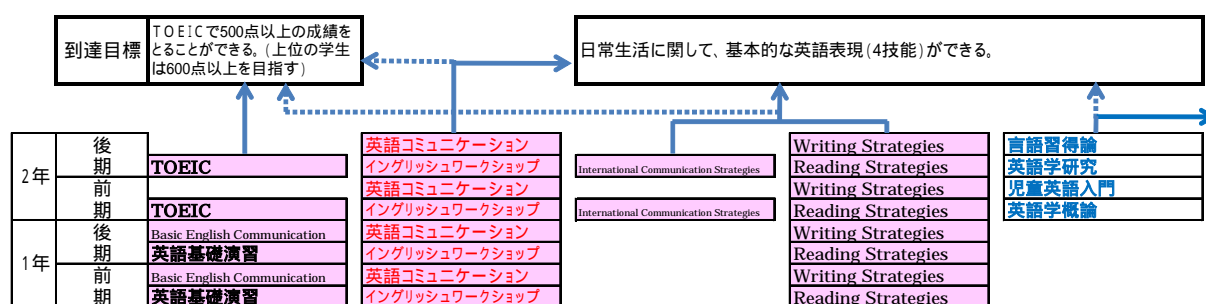 到達目標
TOEICで500点以上の成績を
とることができる。(上位の学生
は600点以上を目指す)
日常生活に関して、基本的な英語表現(4技能)ができる。
2年
後
期
前
期
1年
後
期
前
期
TOEIC
TOEIC
Basic English Communication
英語基礎演習
Basic English Communication
英語基礎演習
英語コミュニケーション
イングリッシュワークショップ
英語コミュニケーション
イングリッシュワークショップ
英語コミュニケーション
イングリッシュワークショップ
英語コミュニケーション
イングリッシュワークショップ
International Communication Strategies
International Communication Strategies
Writing Strategies
Reading Strategies
Writing Strategies
Reading Strategies
Writing Strategies
Reading Strategies
Writing Strategies
Reading Strategies
言語習得論
英語学研究
児童英語入門
英語学概論